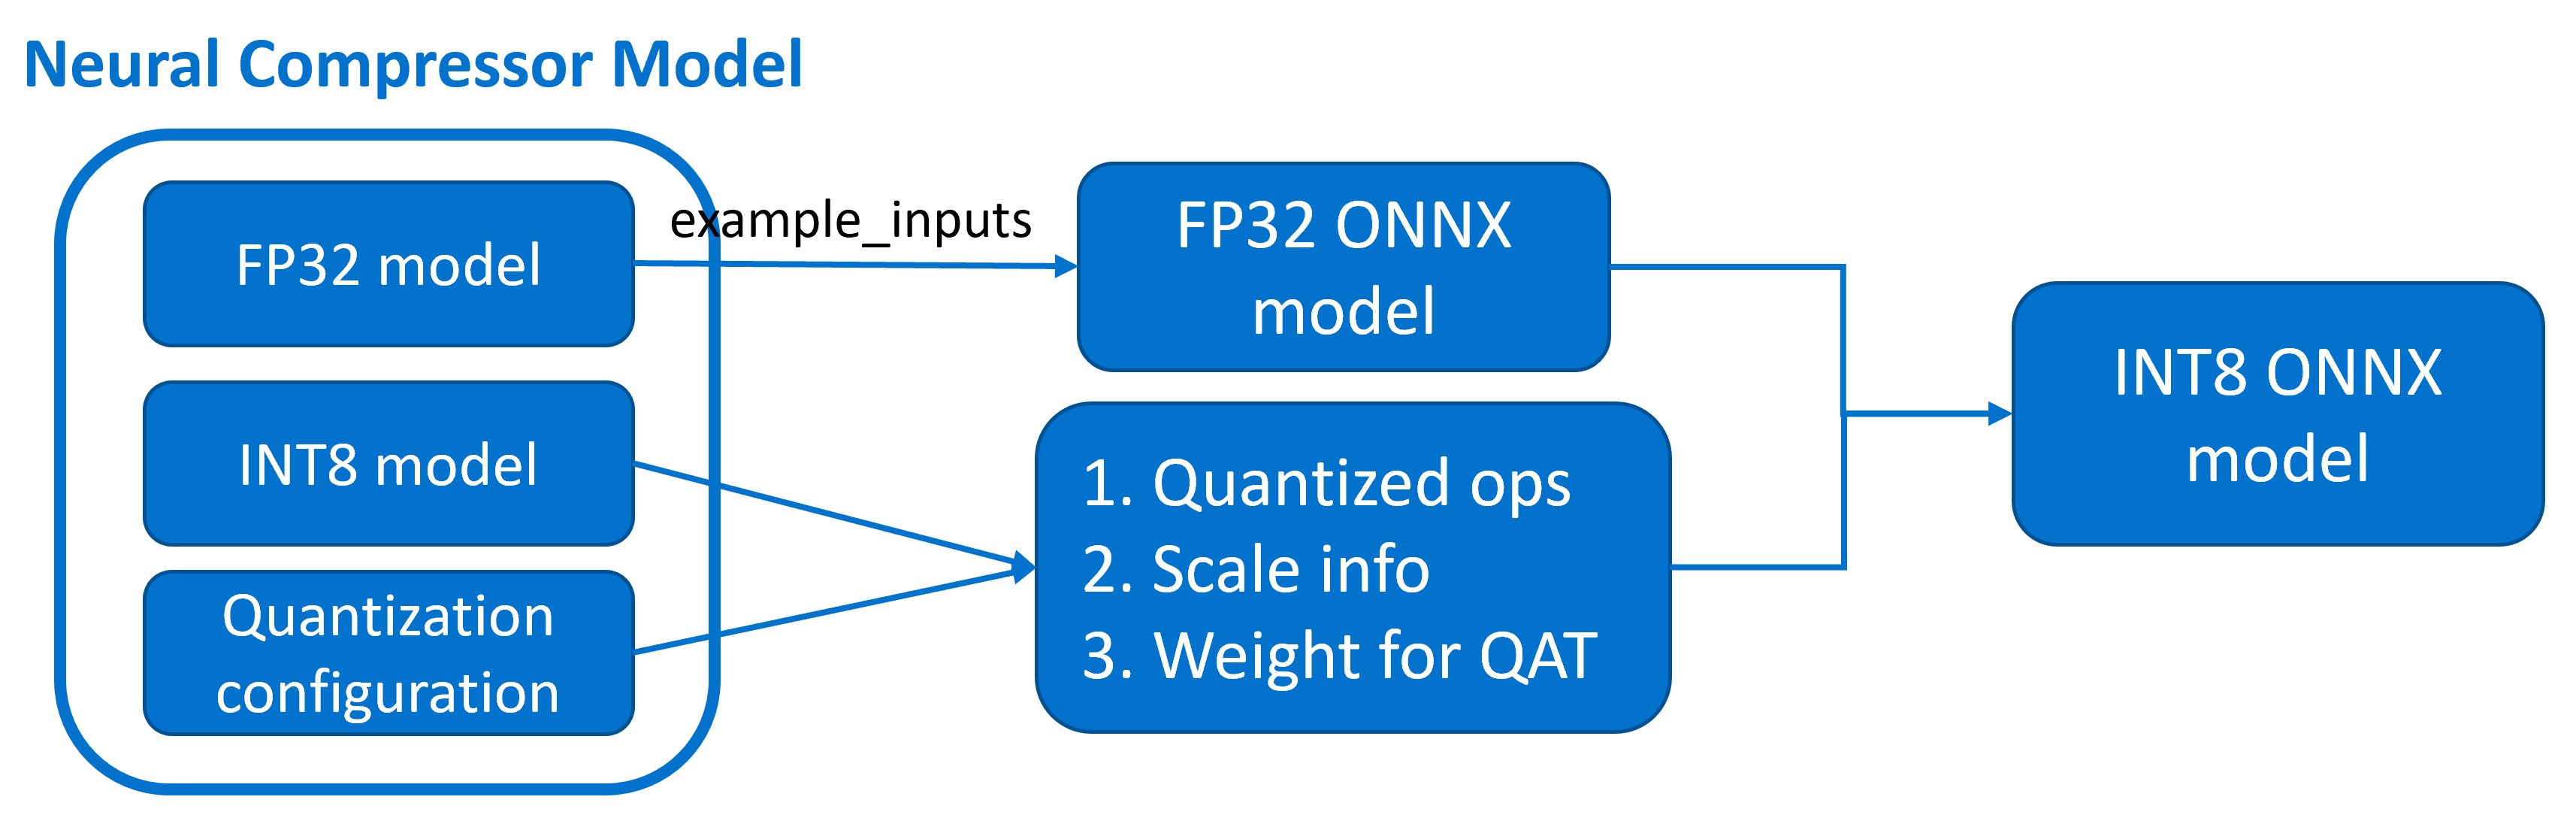 Neural Compressor Model
FP32 model
example_inputs
FP32 ONNX
model
INT8 model
Quantization
configuration
1. Quantized ops
2. Scale info
3. Weight for QAT
INT8 ONNX
model